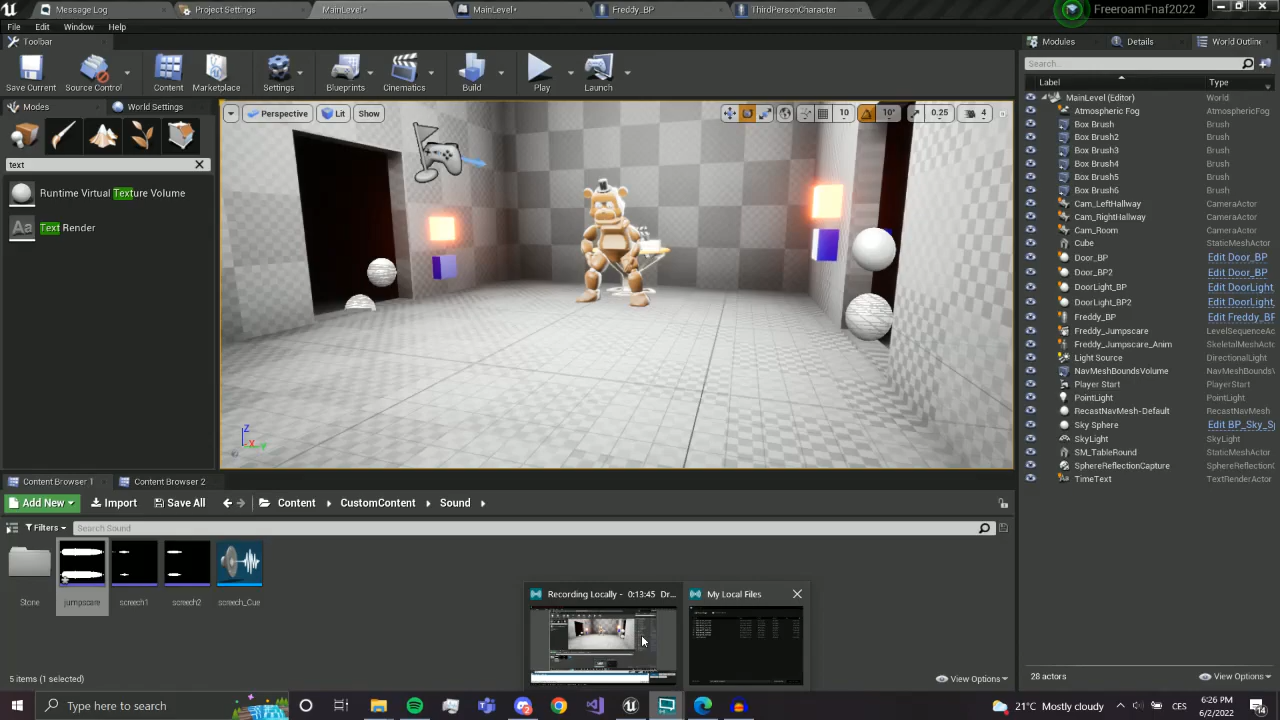 Message Log
Project Settings
MainLevel*
MainLevel*
Freddy_BP
ThirdPersonCharacter
FreeroamFnaf2022
File
Edit
Window
Help
Toolbar
Modules
Details
World Outline
Save Current
Source Control
Content
Marketplace
Settings
Blueprints
Cinematics
Build
Play
Launch
Search...
Label
Type
Modes
World Settings
Perspective
Lit
Show
10
10°
0.25
4
text
Runtime Virtual Texture Volume
Aa
Text Render
MainLevel (Editor)
World
Atmospheric Fog
AtmosphericFog
Box Brush
Brush
Box Brush2
Brush
Box Brush3
Brush
Box Brush4
Brush
Box Brush5
Brush
Box Brush6
Brush
Cam_LeftHallway
CameraActor
Cam_RightHallway
CameraActor
Cam_Room
CameraActor
Cube
StaticMeshActor
Door_BP
Edit Door_BP
Door_BP2
Edit Door_BP
DoorLight_BP
Edit DoorLight_
DoorLight_BP2
Edit DoorLight_
Freddy_BP
Edit Freddy_BP
Freddy_Jumpscare
LevelSequenceAc
Freddy_Jumpscare_Anim
SkeletalMeshActo
Light Source
DirectionalLight
NavMeshBoundsVolume
NavMeshBoundsV
Player Start
PlayerStart
PointLight
PointLight
RecastNavMesh-Default
RecastNavMesh
Sky Sphere
Edit BP_Sky_Sp
SkyLight
SkyLight
SM_TableRound
StaticMeshActor
SphereReflectionCapture
SphereReflection
TimeText
TextRenderActor
Z
X
Y
Content Browser 1
Content Browser 2
Add New
Import
Save All
Content
CustomContent
Sound
Filters
Search Sound
Stone
jumpscare
screech1
screech2
screech_Cue
Recording Locally - 0:13:45 Dr...
My Local Files
5 items (1 selected)
View Options
28 actors
View Options
Type here to search
21°C Mostly cloudy
CES
6:26 PM
6/2/2022
14